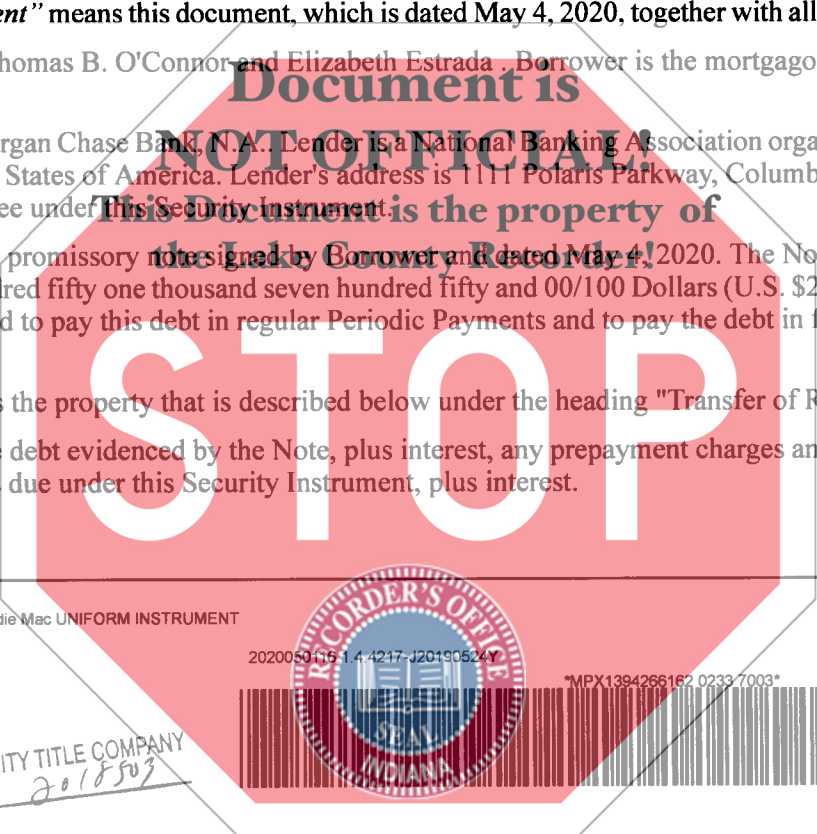 ent" means this document, which is dated May 4, 2020, together with all
homas B. O'Connor and Elizabeth Estrada . Borrower is the mortgago
Document is
rgan Chase Bank, N.A.. Lender is a National Banking Association orga
NOT OFFICIAL!
States of America. Lender's address is 1111 Polaris Parkway, Columb
ee under this Security Instrument.
This Document is the property of
promissory note signed by Borrower and dated May 4, 2020. The No
the Lake County Recorder!
red fifty one thousand seven hundred fifty and 00/100 Dollars (U.S. $2
d to pay this debt in regular Periodic Payments and to pay the debt in f
STOP
s the property that is described below under the heading "Transfer of R
debt evidenced by the Note, plus interest, any prepayment charges an
due under this Security Instrument, plus interest.
die Mac UNIFORM INSTRUMENT
RECORDER'S OFFICE
2020050116.1.4.4217-J20190524Y
*MPX1394266162 0233 7003*
SEAL
INDIANA
ITY TITLE COMPANY
2018503